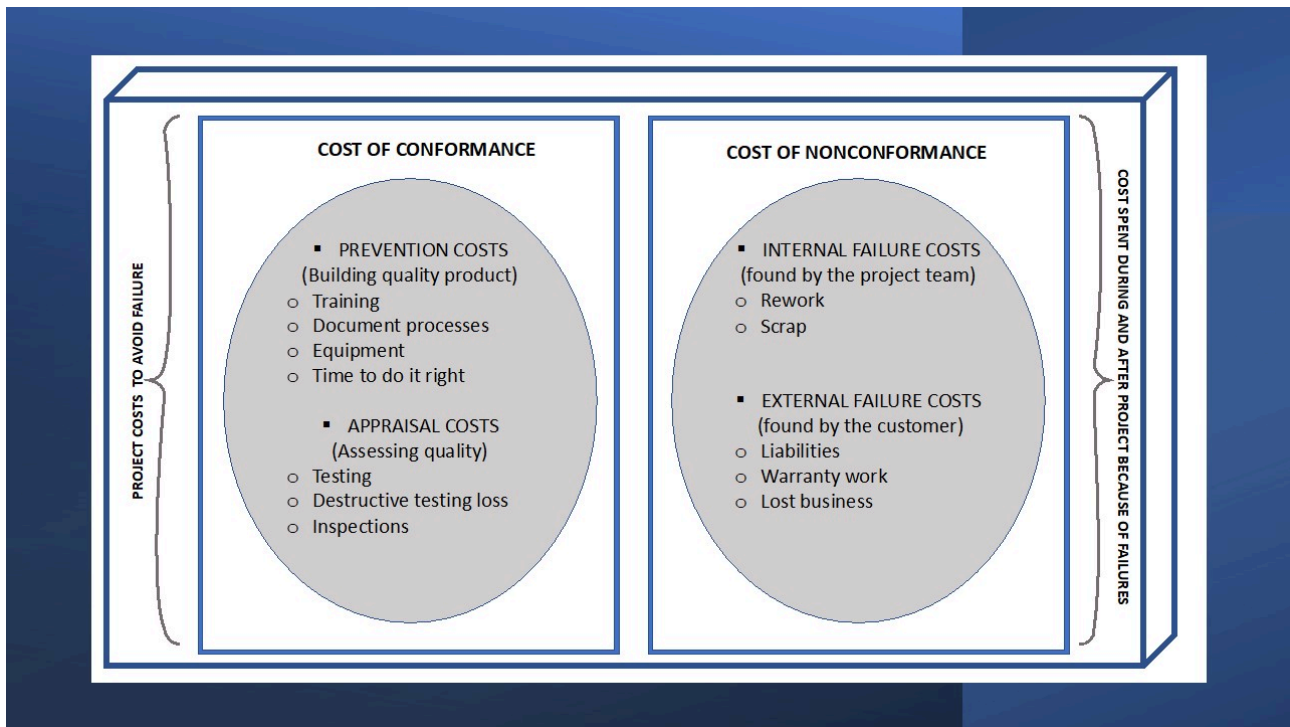 PROJECT COSTS TO AVOID FAILURE
COST OF CONFORMANCE
▪ PREVENTION COSTS
(Building quality product)
o Training
o Document processes
o Equipment
o Time to do it right
▪ APPRAISAL COSTS
(Assessing quality)
o Testing
o Destructive testing loss
o Inspections
COST OF NONCONFORMANCE
▪ INTERNAL FAILURE COSTS
(found by the project team)
o Rework
o Scrap
▪ EXTERNAL FAILURE COSTS
(found by the customer)
o Liabilities
o Warranty work
o Lost business
COST SPENT DURING AND AFTER PROJECT BECAUSE OF FAILURES